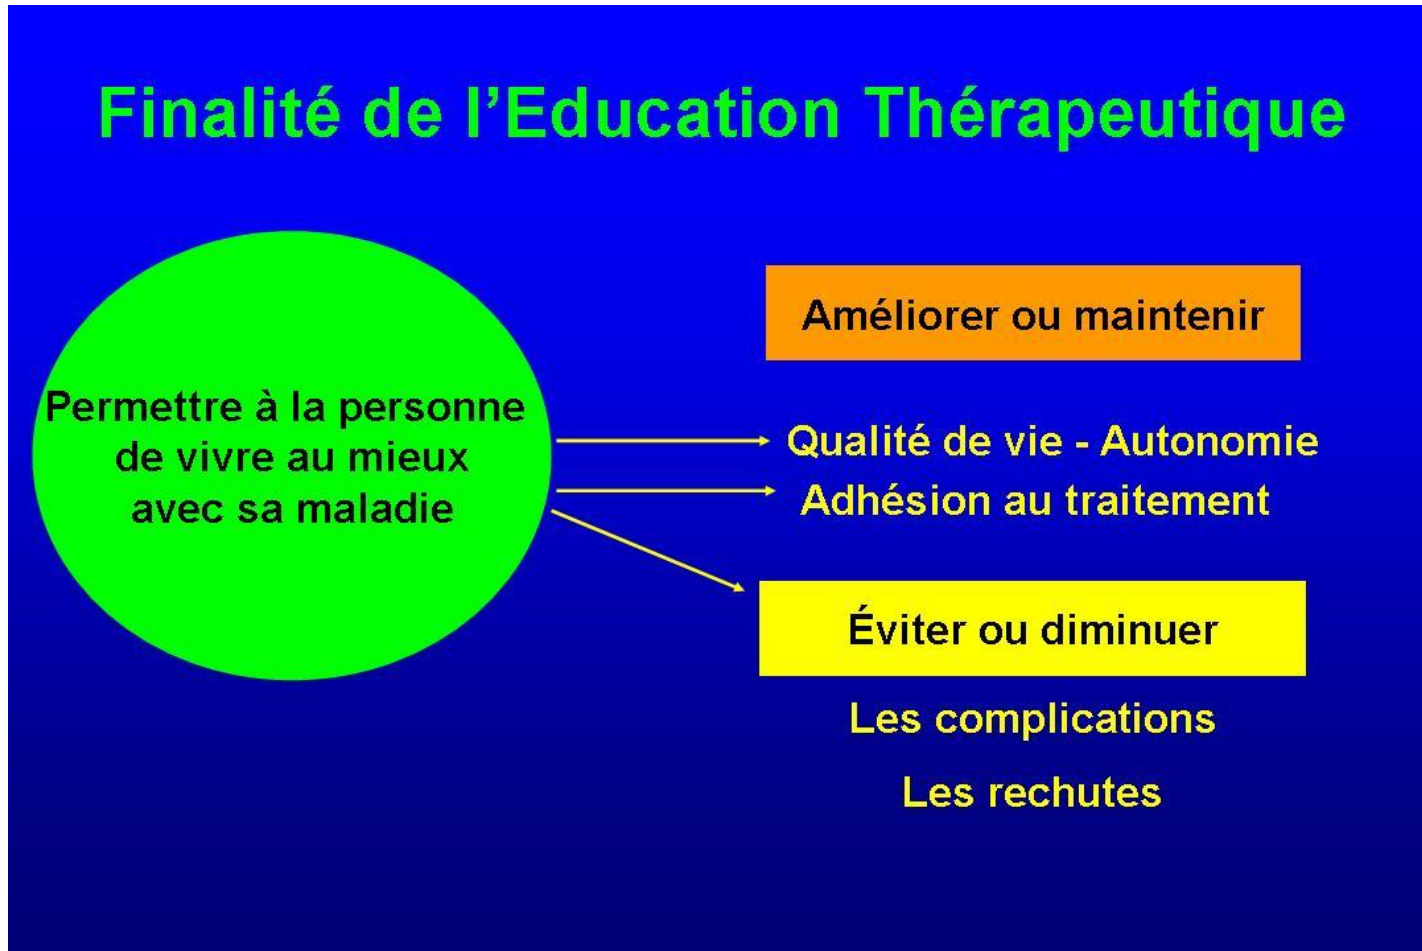 Finalité de l’Education Thérapeutique
Permettre à la personne
de vivre au mieux
avec sa maladie
Améliorer ou maintenir
Qualité de vie - Autonomie
Adhésion au traitement
Éviter ou diminuer
Les complications
Les rechutes